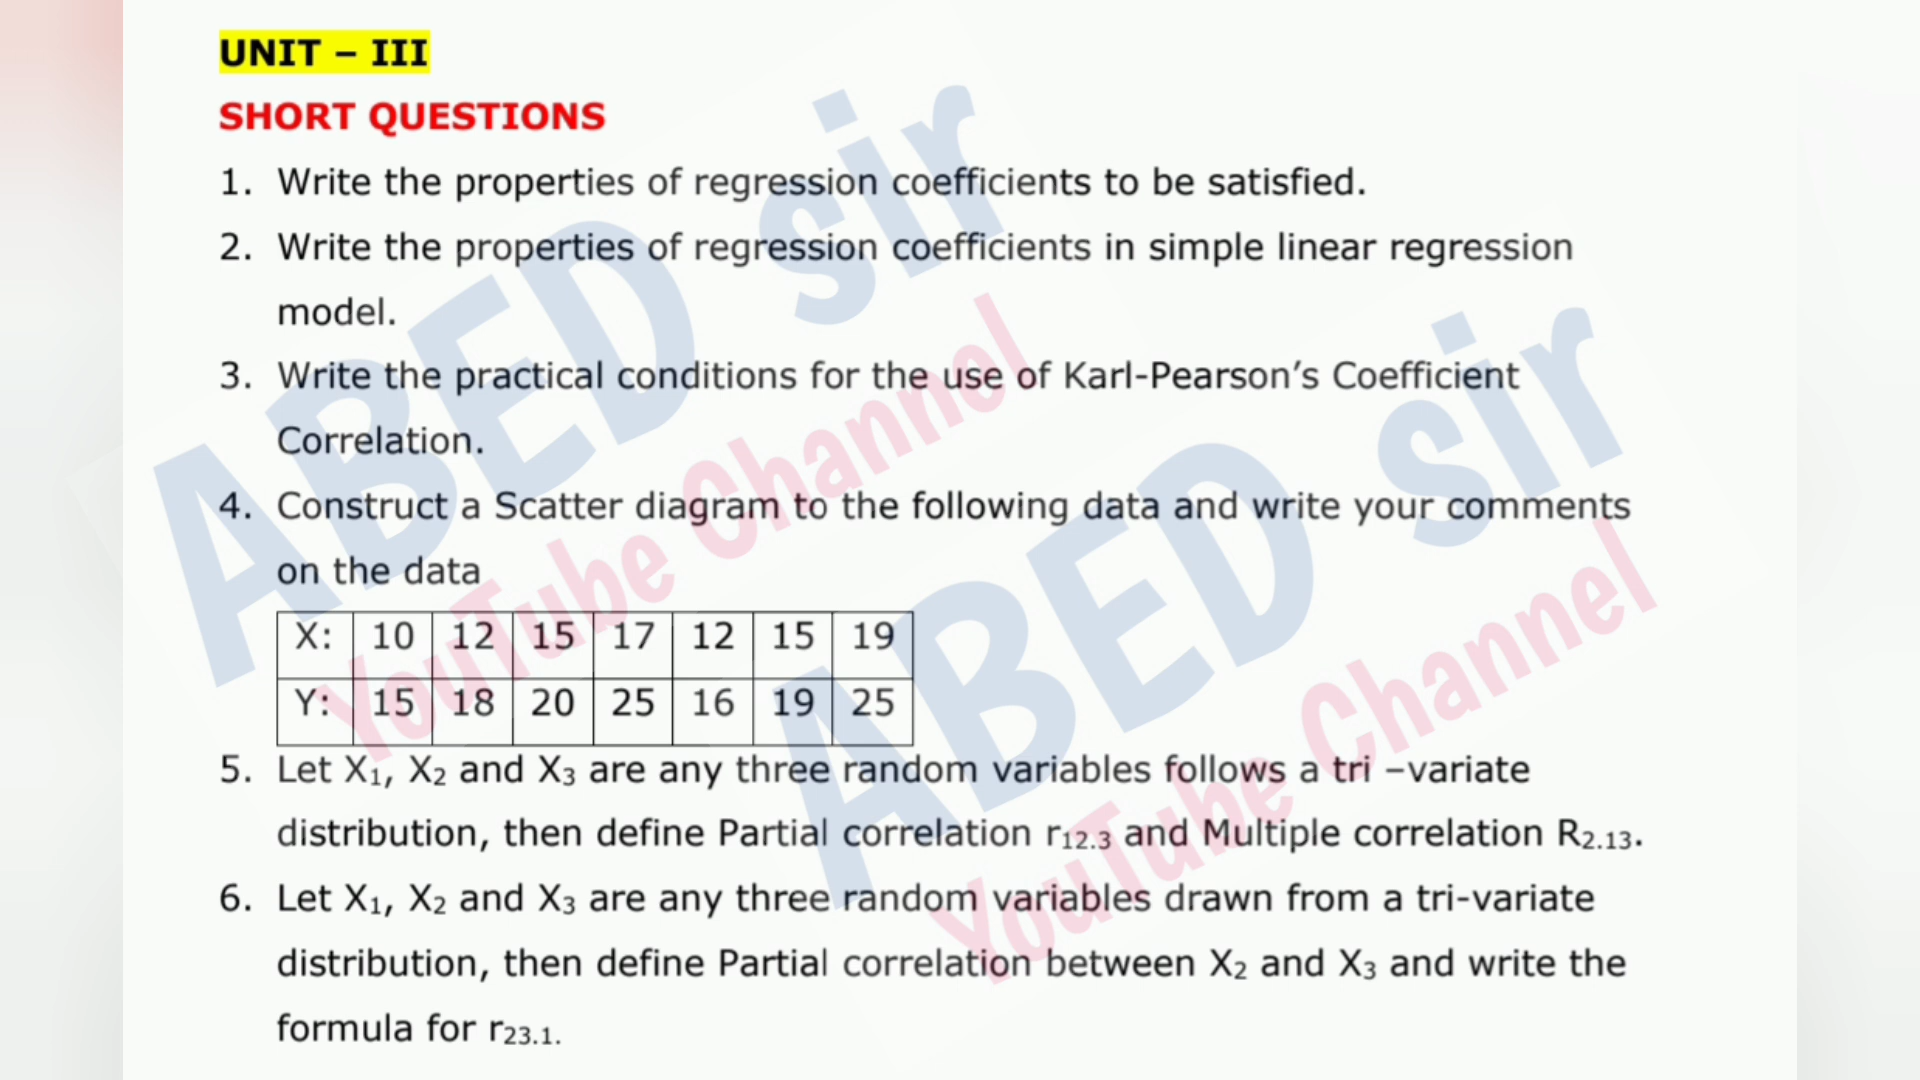 UNIT – III
SHORT QUESTIONS
1. Write the properties of regression coefficients to be satisfied.
2. Write the properties of regression coefficients in simple linear regression
model.
3. Write the practical conditions for the use of Karl-Pearson’s Coefficient
Correlation.
4. Construct a Scatter diagram to the following data and write your comments
on the data
X: 10 12 15 17 12 15 19
Y: 15 18 20 25 16 19 25
5. Let X₁, X₂ and X₃ are any three random variables follows a tri –variate
distribution, then define Partial correlation r₁₂.₃ and Multiple correlation R₂.₁₃.
6. Let X₁, X₂ and X₃ are any three random variables drawn from a tri-variate
distribution, then define Partial correlation between X₂ and X₃ and write the
formula for r₂₃.₁.
ABED sir
YouTube Channel
ABED sir
YouTube Channel